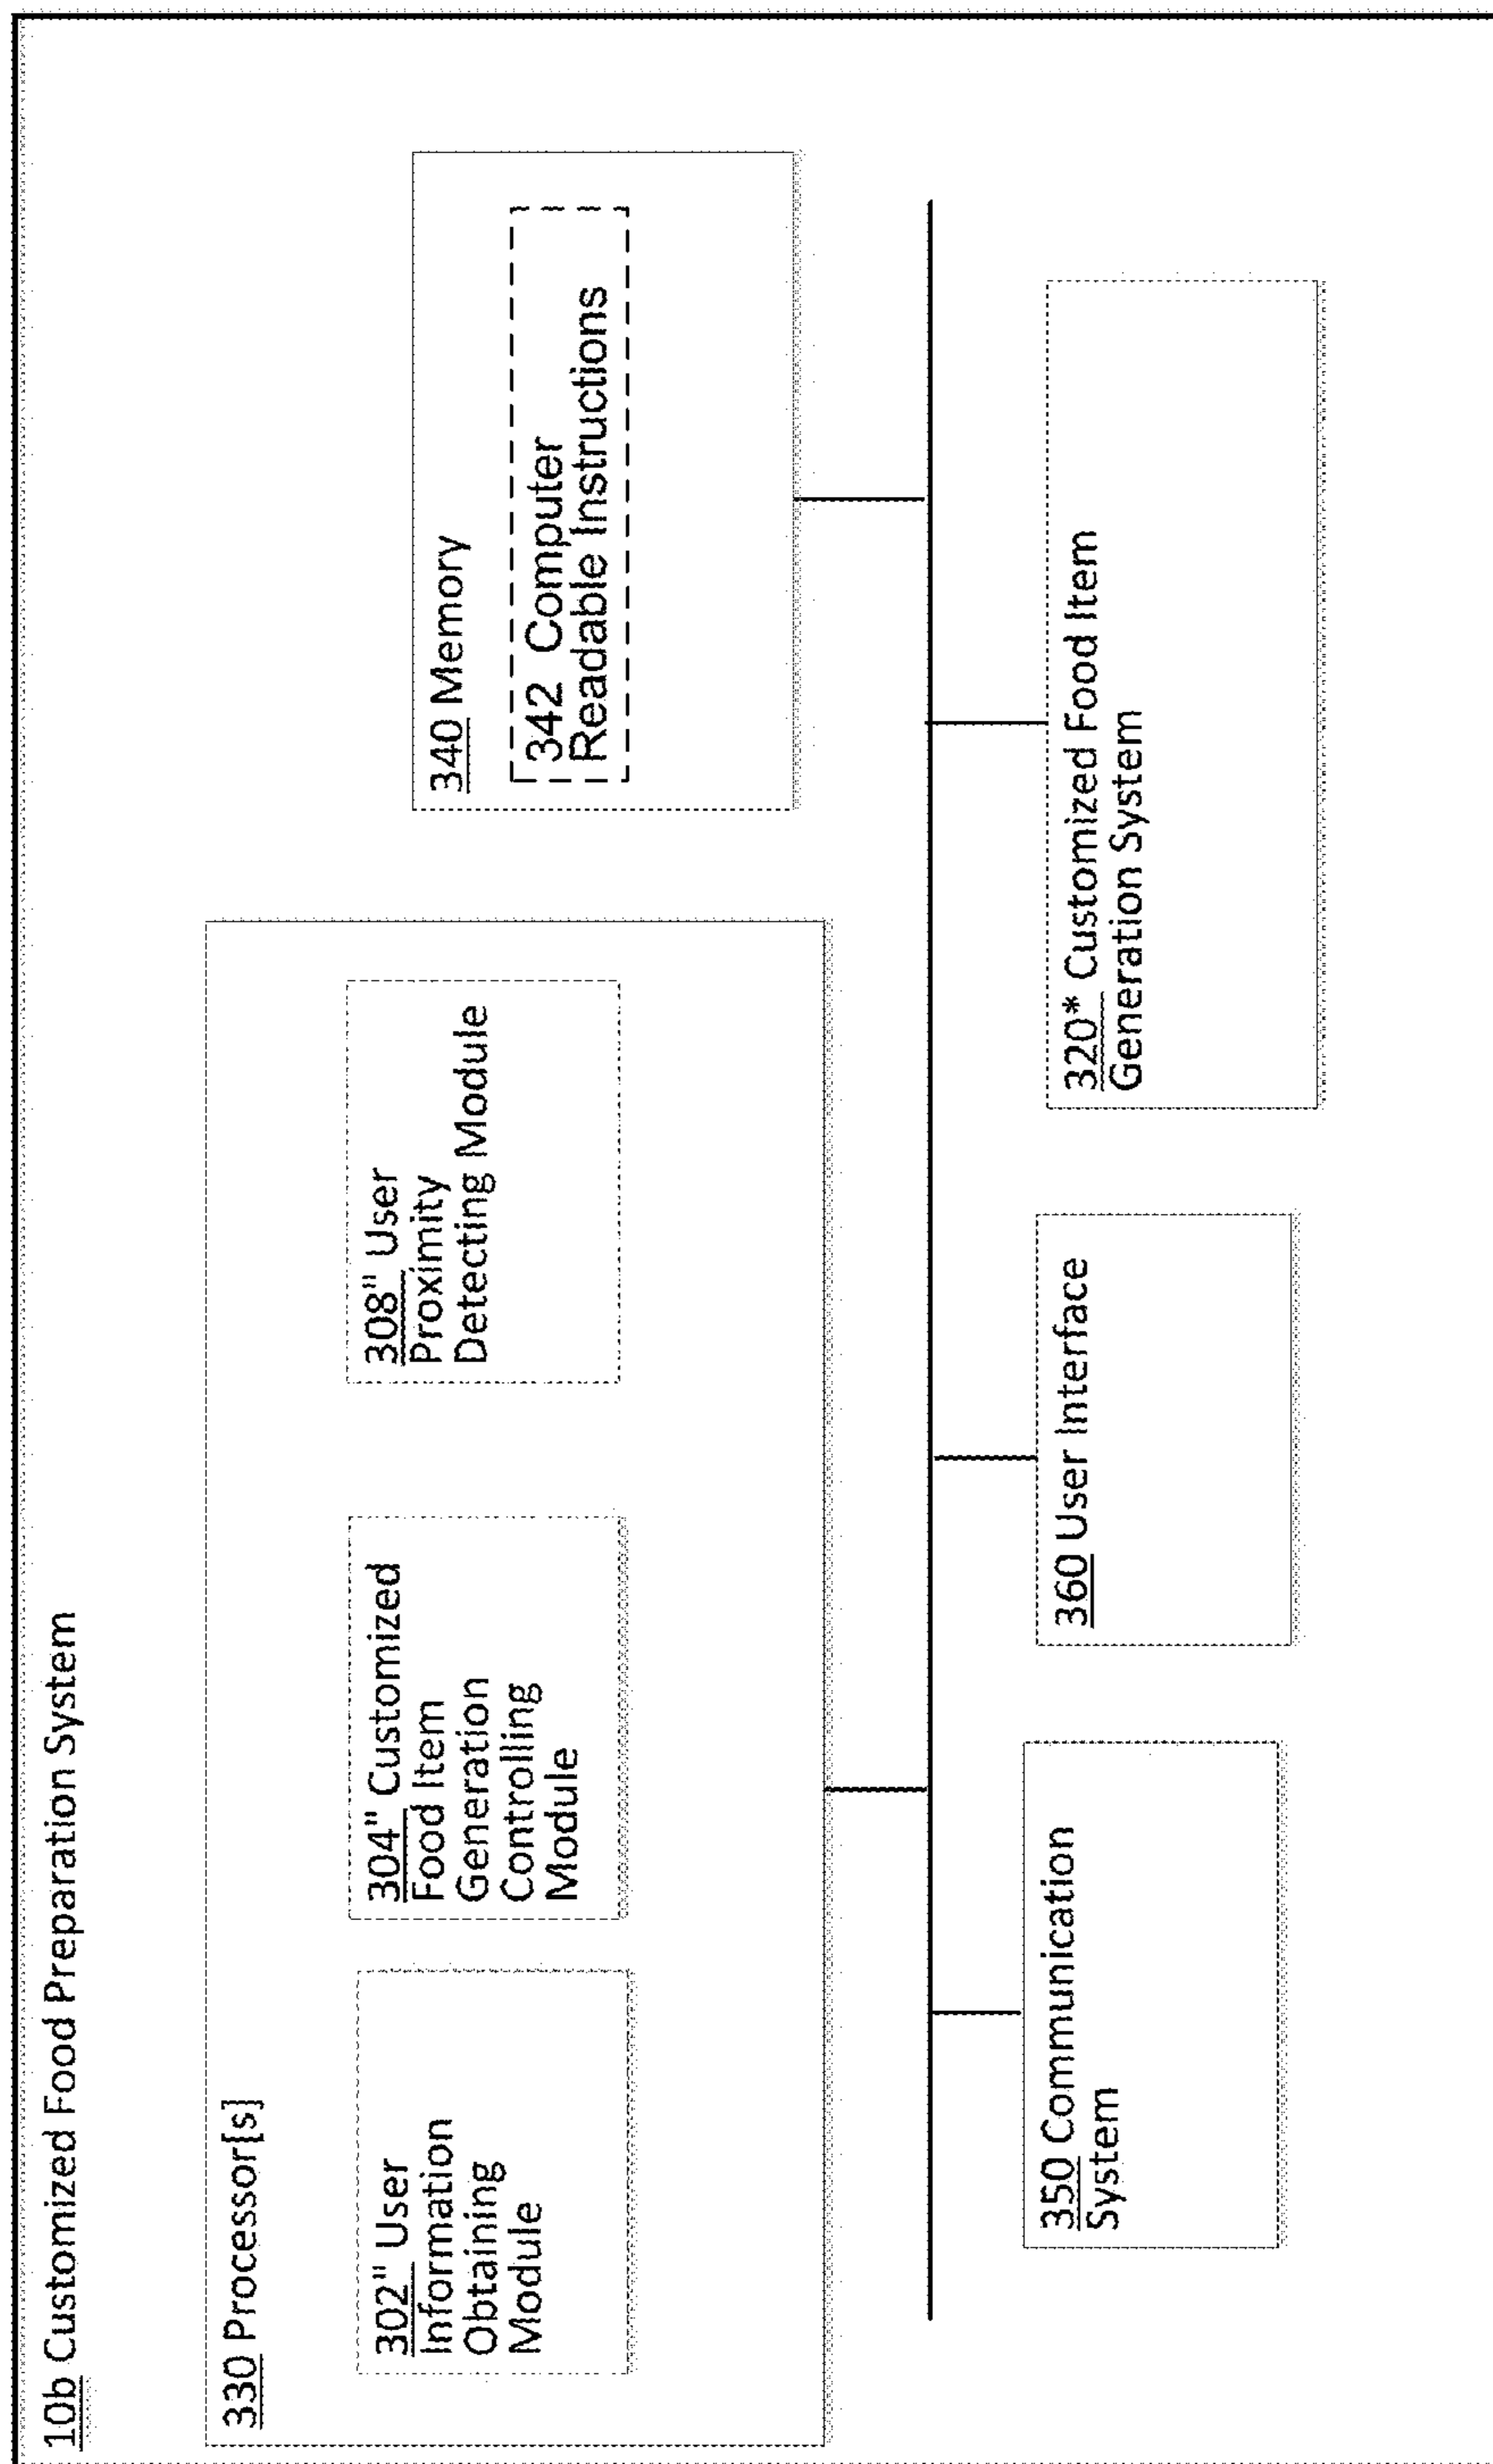 10b Customized Food Preparation System
330 Processor[s]
302" User
Information
Obtaining
Module
304" Customized
Food Item
Generation
Controlling
Module
308" User
Proximity
Detecting Module
340 Memory
342 Computer
Readable Instructions
350 Communication
System
360 User Interface
320* Customized Food Item
Generation System